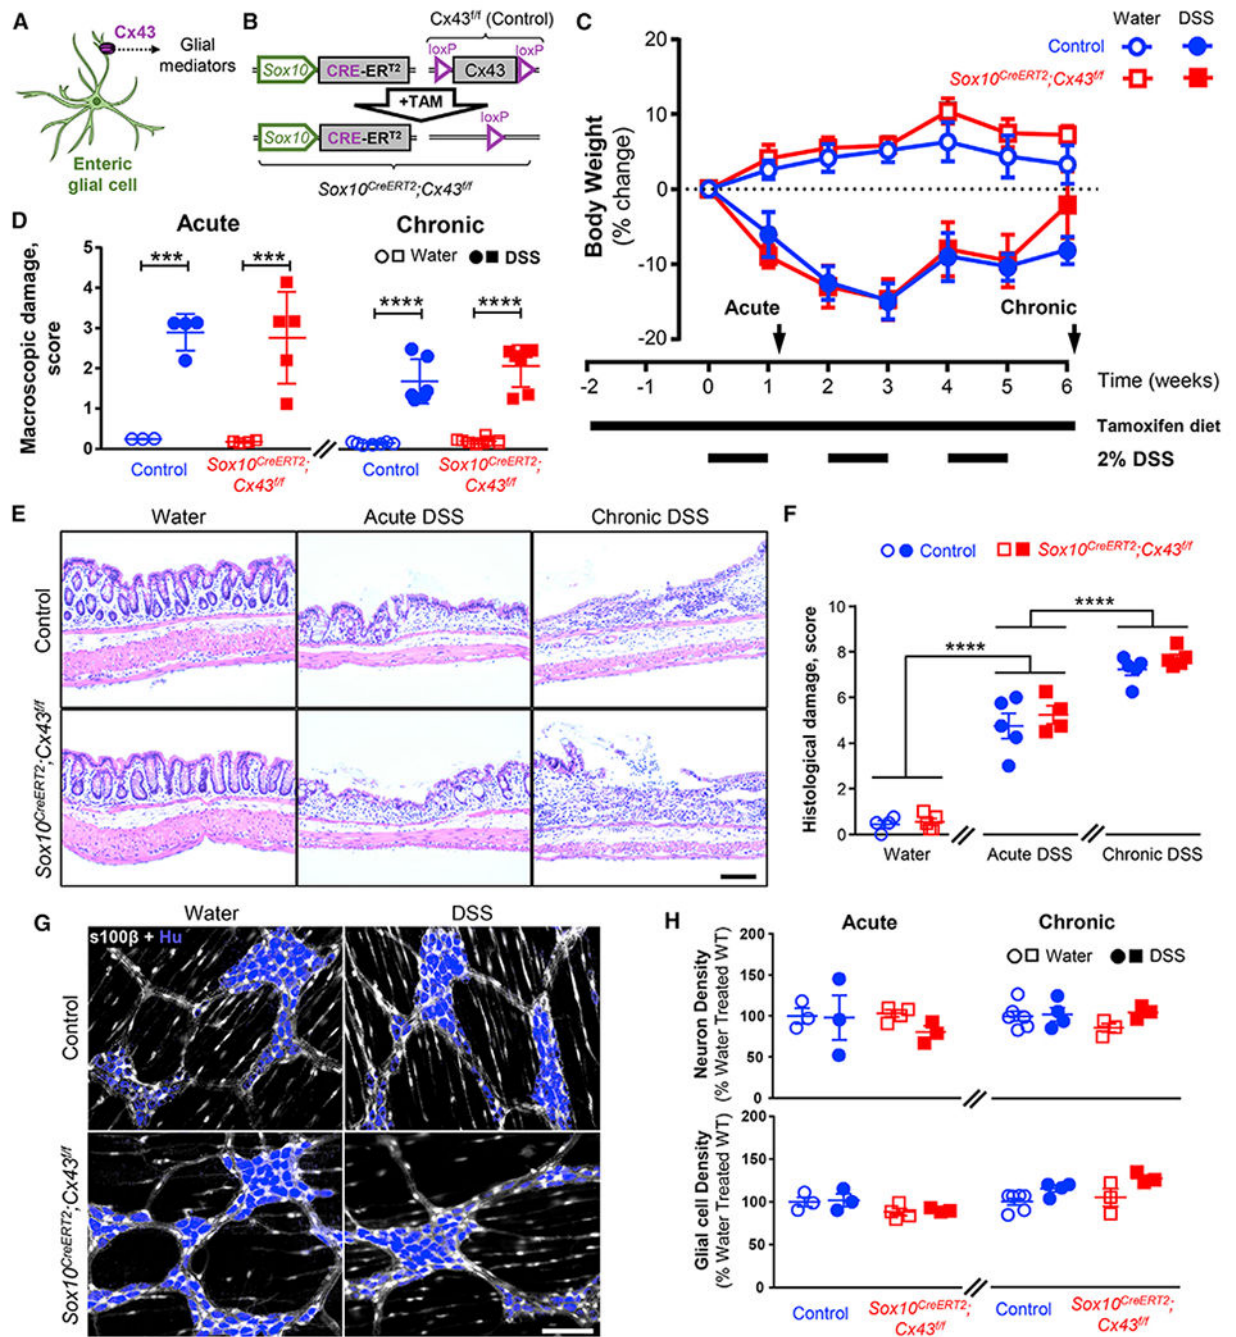 A
Cx43
Glial
mediators
Enteric
glial cell
B
Cx43f/f (Control)
loxP
loxP
Sox10
CRE-ERT2
Cx43
+TAM
loxP
Sox10
CRE-ERT2
Sox10CreERT2;Cx43f/f
C
Water
DSS
Control
Sox10CreERT2;Cx43f/f
20
10
0
-10
-20
Body Weight
(% change)
Acute
Chronic
-2
-1
0
1
2
3
4
5
6
Time (weeks)
Tamoxifen diet
2% DSS
D
Acute
Chronic
Water
DSS
5
4
3
2
1
0
Macroscopic damage,
score
***
***
****
****
Control
Sox10CreERT2;
Cx43f/f
Control
Sox10CreERT2;
Cx43f/f
E
Water
Acute DSS
Chronic DSS
Control
Sox10CreERT2;Cx43f/f
F
Control
Sox10CreERT2;Cx43f/f
10
8
6
4
2
0
Histological damage, score
****
****
Water
Acute DSS
Chronic DSS
G
Water
DSS
s100β + Hu
Control
Sox10CreERT2;Cx43f/f
H
Acute
Chronic
Water
DSS
200
150
100
50
0
Neuron Density
(% Water Treated WT)
200
150
100
50
0
Glial cell Density
(% Water Treated WT)
Control
Sox10CreERT2;
Cx43f/f
Control
Sox10CreERT2;
Cx43f/f